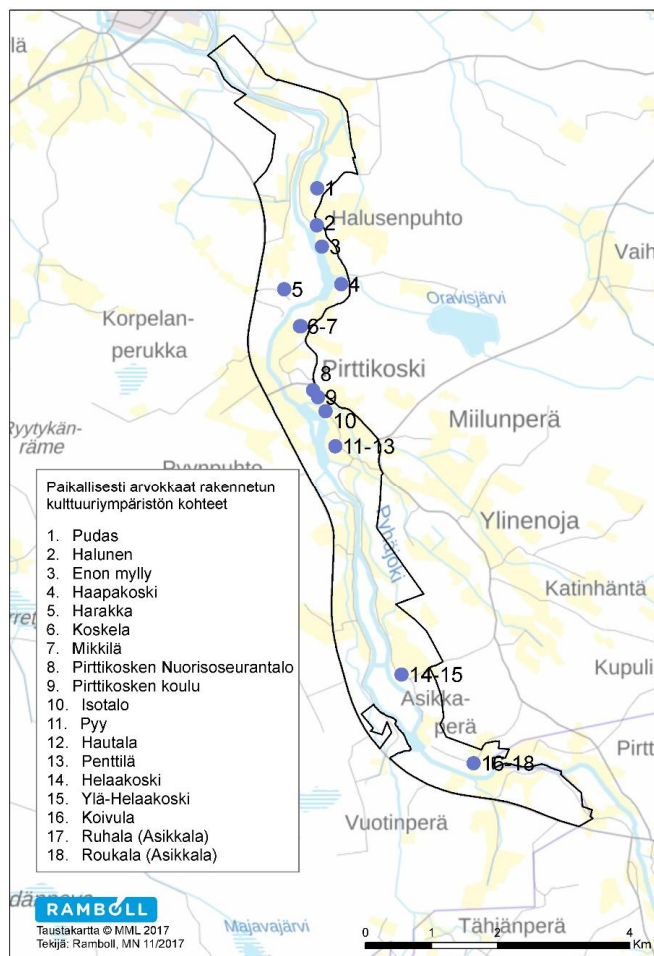 lä
1
Halusenpuhto
2
3
Vaih
4
5
Oravisjärvi
Korpelan-
perukka
6-7
Pirttikoski
8
9
Miilunperä
10
Ryytykän-
räme
11-13
Pyynpuhto
Paikallisesti arvokkaat rakennetun
kulttuuriympäristön kohteet
1. Pudas
2. Halunen
3. Enon mylly
4. Haapakoski
5. Harakka
6. Koskela
7. Mikkilä
8. Pirttikosken Nuorisoseurantalo
9. Pirttikosken koulu
10. Isotalo
11. Pyy
12. Hautala
13. Penttilä
14. Helaakoski
15. Ylä-Helaakoski
16. Koivula
17. Ruhala (Asikkala)
18. Roukala (Asikkala)
Pyhäjoki
Ylinenoja
Katinhäntä
Kupuli
14-15
Asikka-
perä
Pirtt
16-18
Vuotinperä
Tähjänperä
Majavajärvi
RAMBOLL
Taustakartta © MML 2017
Tekijä: Ramboll, MN 11/2017
0 1 2 4
Km